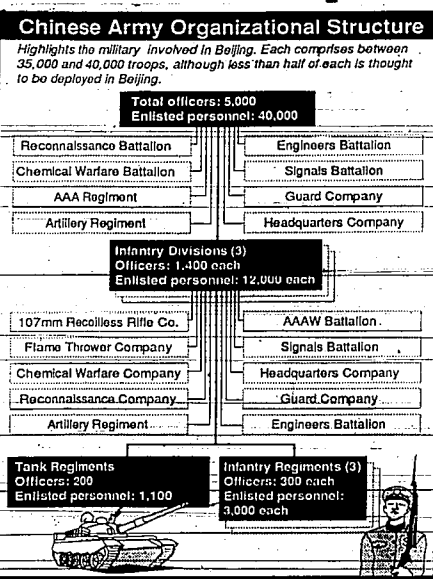 Chinese Army Organizational Structure
Highlights the military involved in Beijing. Each comprises between
35,000 and 40,000 troops, although less than half of each is thought
to be deployed in Beijing.
Total officers: 5,000
Enlisted personnel: 40,000
Reconnaissance Battalion
Engineers Battalion
Chemical Warfare Battalion
Signals Battalion
AAA Regiment
Guard Company
Artillery Regiment
Headquarters Company
Infantry Divisions (3)
Officers: 1,400 each
Enlisted personnel: 12,000 each
107mm Recoilless Rifle Co.
AAAW Battalion
Flame Thrower Company
Signals Battalion
Chemical Warfare Company
Headquarters Company
Reconnaissance Company
Guard Company
Artillery Regiment
Engineers Battalion
Tank Regiments
Officers: 200
Enlisted personnel: 1,100
Infantry Regiments (3)
Officers: 300 each
Enlisted personnel:
3,000 each